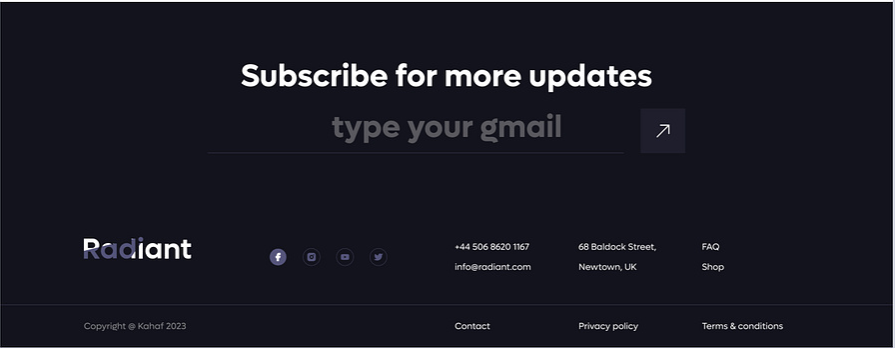 Subscribe for more updates
type your gmail
Radiant
+44 506 8620 1167
info@radiant.com
68 Baldock Street,
Newtown, UK
FAQ
Shop
Copyright @ Kahaf 2023
Contact
Privacy policy
Terms & conditions